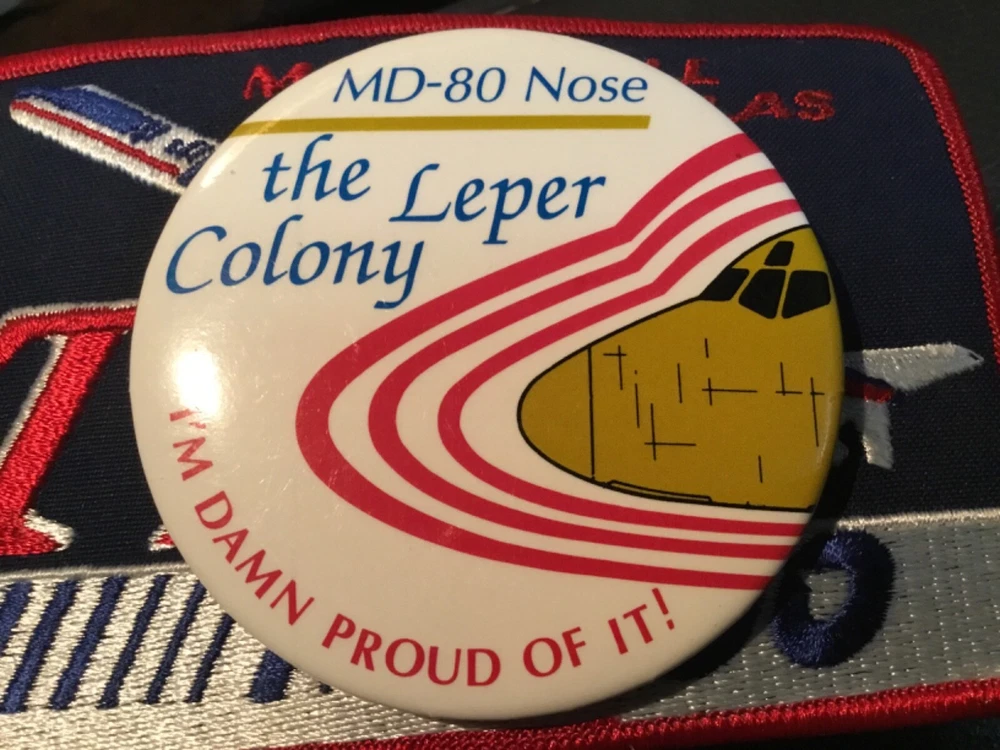 MD-80 Nose
the Leper
Colony
I'M DAMN PROUD OF IT!